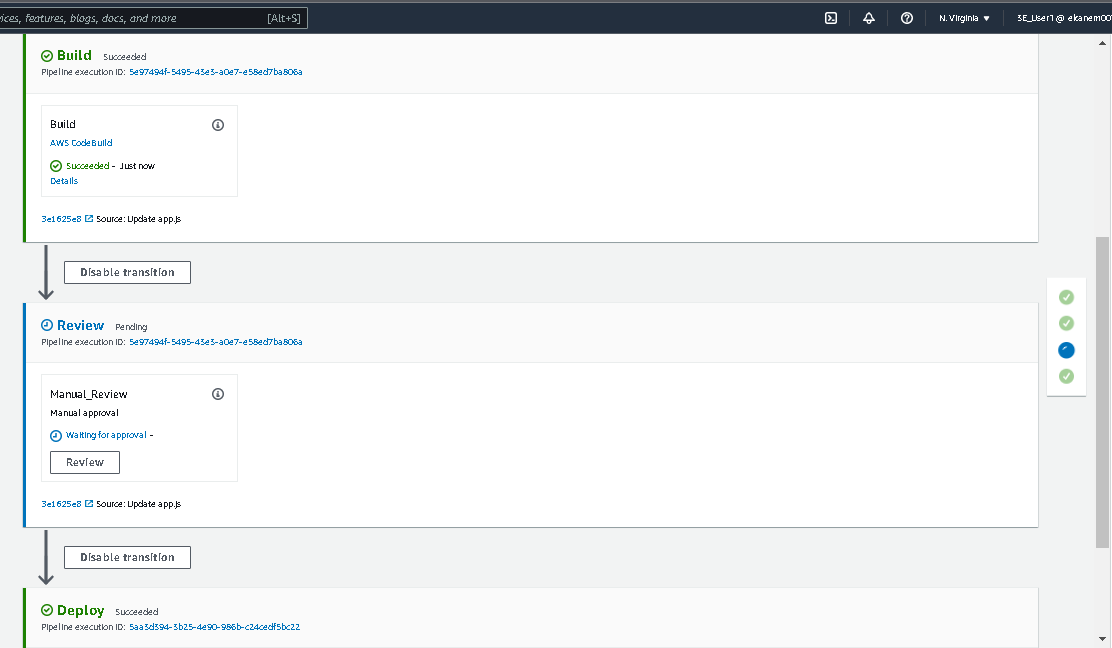 ices, features, blogs, docs, and more [Alt+S] N. Virginia ▼ 3E_User1 @ ekanem00
Build Succeeded
Pipeline execution ID: 5e97494f-5495-43e3-a0e7-e58ed7ba806a
Build
AWS CodeBuild
Succeeded - Just now
Details
3e1625e8 Source: Update app.js
Disable transition
Review Pending
Pipeline execution ID: 5e97494f-5495-43e3-a0e7-e58ed7ba806a
Manual_Review
Manual approval
Waiting for approval -
Review
3e1625e8 Source: Update app.js
Disable transition
Deploy Succeeded
Pipeline execution ID: 5aa3d394-3b25-4e90-986b-c24cedf5bc22